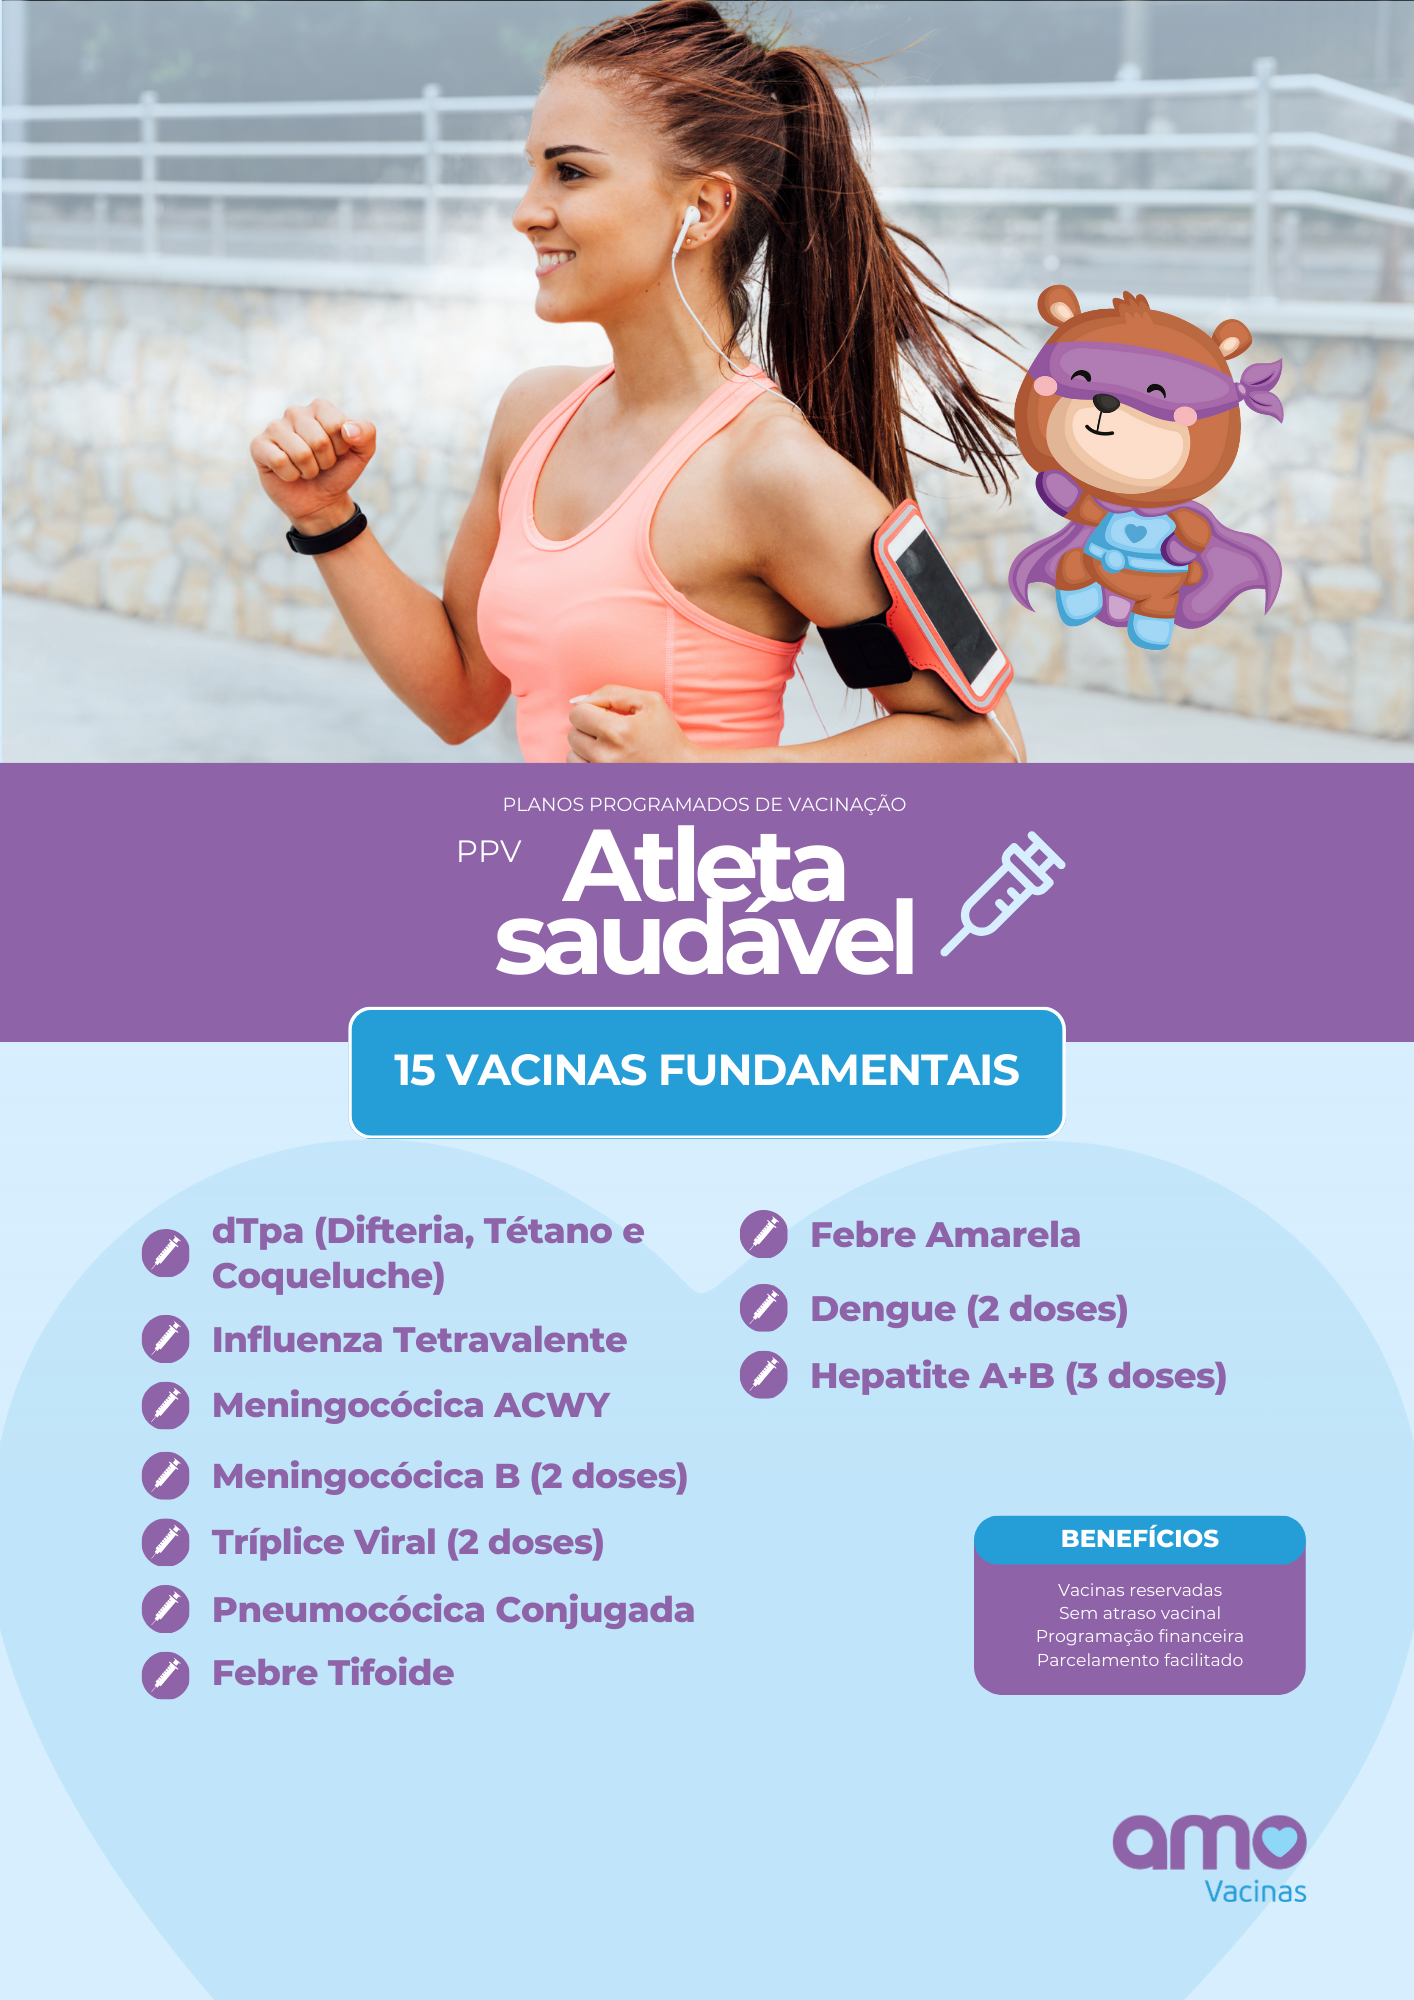 PLANOS PROGRAMADOS DE VACINAÇÃO
PPV
Atleta
saudável
15 VACINAS FUNDAMENTAIS
dTpa (Difteria, Tétano e
Coqueluche)
Influenza Tetravalente
Meningocócica ACWY
Meningocócica B (2 doses)
Tríplice Viral (2 doses)
Pneumocócica Conjugada
Febre Tifoide
Febre Amarela
Dengue (2 doses)
Hepatite A+B (3 doses)
BENEFÍCIOS
Vacinas reservadas
Sem atraso vacinal
Programação financeira
Parcelamento facilitado
amo
Vacinas